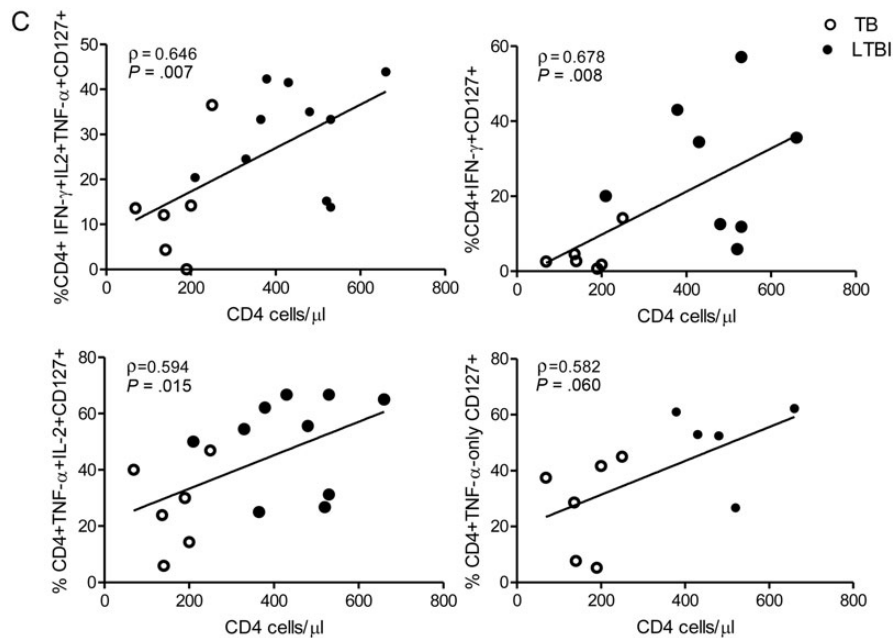 C
TB
LTBI
ρ = 0.646
P = .007
%CD4+ IFN-γ+IL2+TNF-α+CD127+
50
40
30
20
10
0
0 200 400 600 800
CD4 cells/μl
ρ = 0.678
P = .008
%CD4+IFN-γ+CD127+
60
40
20
0
0 200 400 600 800
CD4 cells/μl
ρ=0.594
P = .015
% CD4+TNF-α+IL-2+CD127+
80
60
40
20
0
0 200 400 600 800
CD4 cells/μl
ρ=0.582
P = .060
% CD4+TNF-α-only CD127+
80
60
40
20
0
0 200 400 600 800
CD4 cells/μl